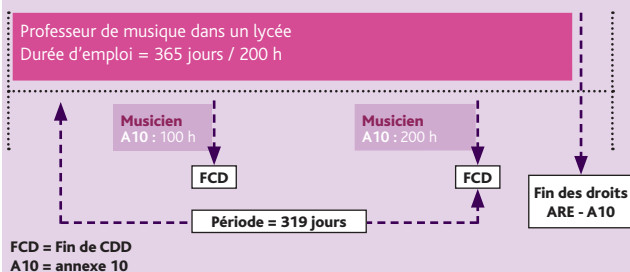 Professeur de musique dans un lycée
Durée d’emploi = 365 jours / 200 h
Musicien
A10 : 100 h
Musicien
A10 : 200 h
FCD
FCD
Fin des droits
ARE - A10
Période = 319 jours
FCD = Fin de CDD
A10 = annexe 10